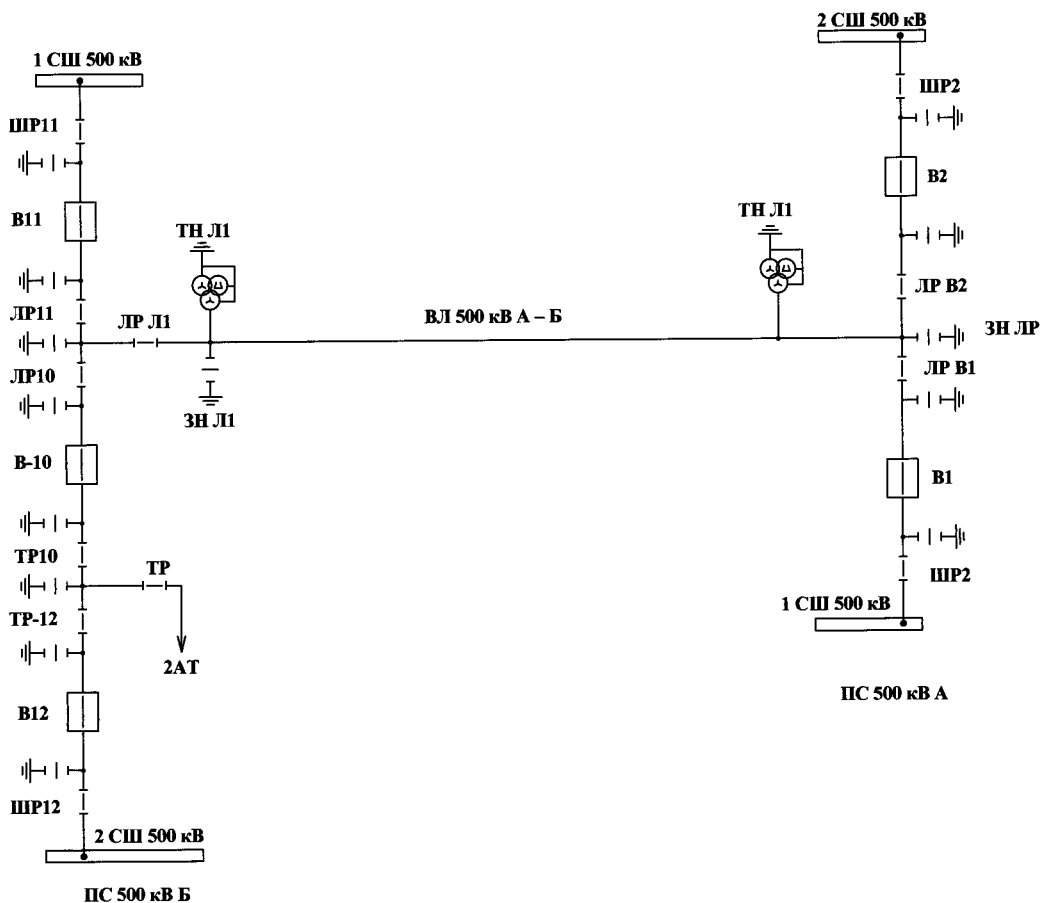 2 СШ 500 кВ
1 СШ 500 кВ
ШР2
ШР11
В2
В11
ТН Л1
ТН Л1
ЛР В2
ЛР11
ЛР Л1
ВЛ 500 кВ А – Б
ЗН ЛР
ЛР10
ЛР В1
ЗН Л1
В-10
В1
ТР10
ТР
ШР2
ТР-12
1 СШ 500 кВ
2АТ
ПС 500 кВ А
В12
ШР12
2 СШ 500 кВ
ПС 500 кВ Б